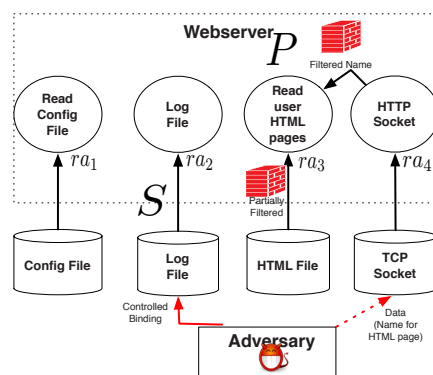 Webserver
P
Filtered Name
Read
Config
File
Log
File
Read
user
HTML
pages
HTTP
Socket
ra1
ra2
ra3
ra4
S
Partially
Filtered
Config File
Log
File
HTML File
TCP
Socket
Controlled
Binding
Data
(Name for
HTML page)
Adversary